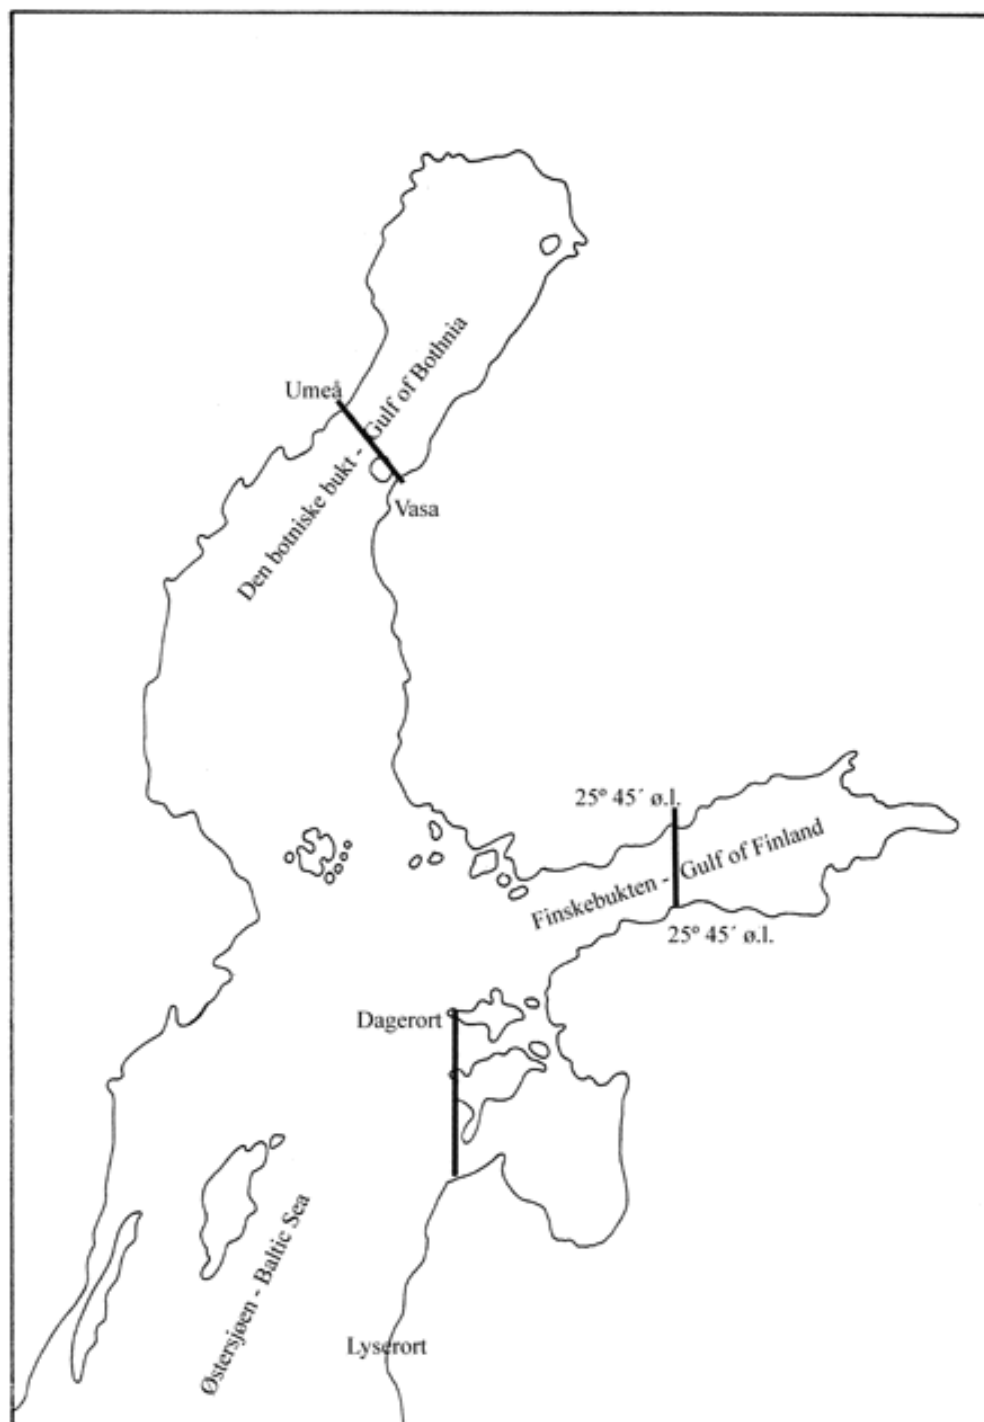 Umeå
Den botniske bukt - Gulf of Bothnia
Vasa
25° 45´ ø.l.
Finskebukten - Gulf of Finland
25° 45´ ø.l.
Dagerort
Østersjøen - Baltic Sea
Lyserort